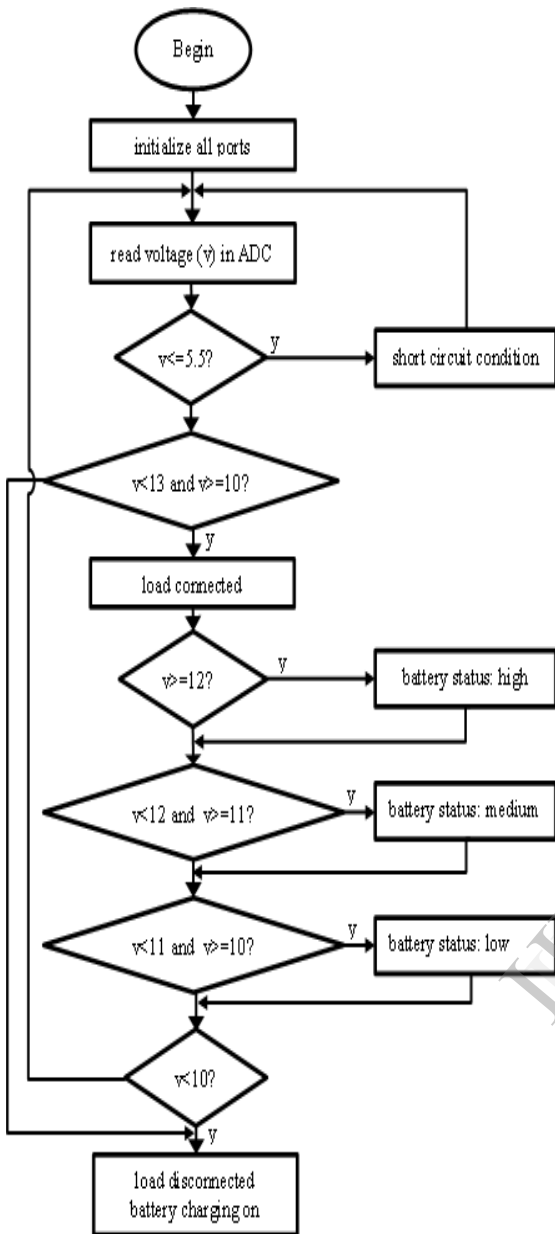 Begin
initialize all ports
read voltage (v) in ADC
v<=5.5?
y
short circuit condition
v<13 and v>=10?
y
load connected
v>=12?
y
battery status: high
v<12 and v>=11?
y
battery status: medium
v<11 and v>=10?
y
battery status: low
v<10?
y
load disconnected
battery charging on